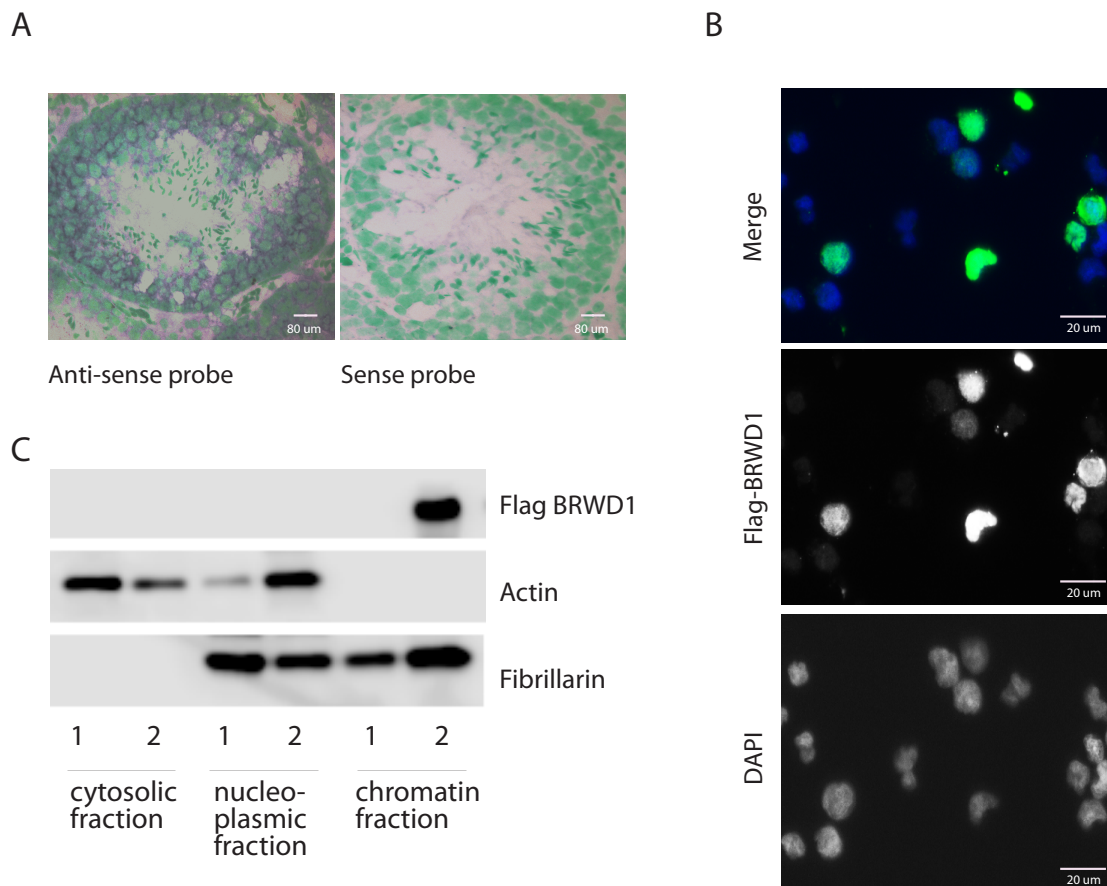 A
80 um
80 um
Anti-sense probe
Sense probe
B
Merge
20 um
Flag-BRWD1
20 um
DAPI
20 um
C
Flag BRWD1
Actin
Fibrillarin
1 2 1 2 1 2
cytosolic
fraction
nucleo-
plasmic
fraction
chromatin
fraction